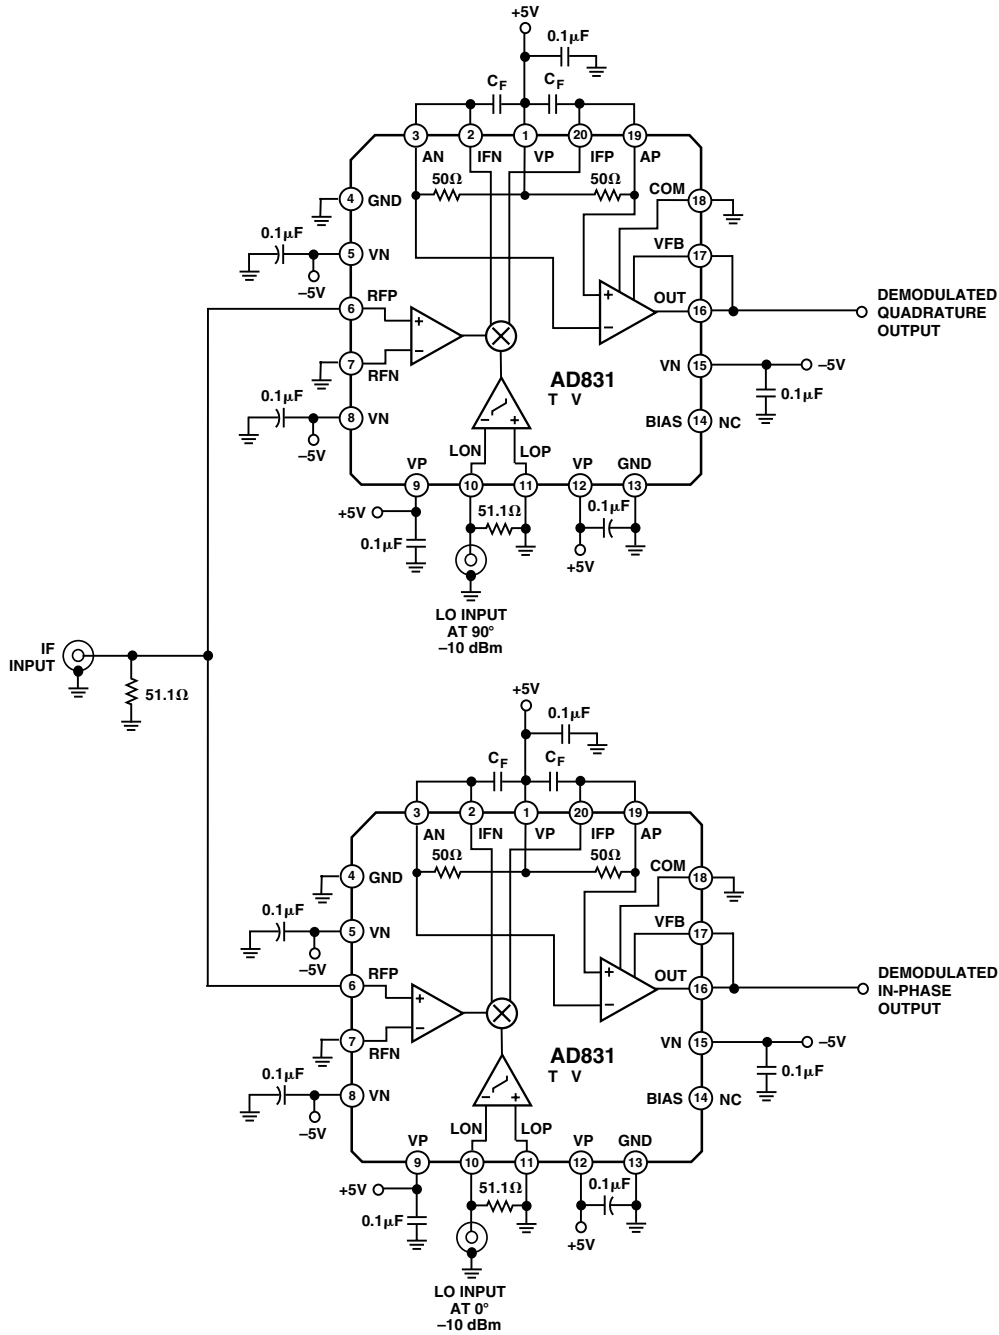 +5V
0.1µF
CF
CF
3
2
1
20
19
AN
IFN
VP
IFP
AP
50Ω
50Ω
4
GND
COM
18
0.1µF
5
VN
–5V
VFB
17
6
RFP
+
–
+
–
OUT
16
DEMODULATED
QUADRATURE
OUTPUT
7
RFN
VN
15
–5V
0.1µF
AD831
T V
0.1µF
8
VN
–5V
–
+
BIAS
14
NC
LON
LOP
VP
VP
GND
9
10
11
12
13
+5V
0.1µF
51.1Ω
0.1µF
+5V
LO INPUT
AT 90°
–10 dBm
IF
INPUT
51.1Ω
+5V
0.1µF
CF
CF
3
2
1
20
19
AN
IFN
VP
IFP
AP
50Ω
50Ω
4
GND
COM
18
0.1µF
5
VN
–5V
VFB
17
6
RFP
+
–
+
–
OUT
16
DEMODULATED
IN-PHASE
OUTPUT
7
RFN
VN
15
–5V
0.1µF
AD831
T V
0.1µF
8
VN
–5V
–
+
BIAS
14
NC
LON
LOP
VP
VP
GND
9
10
11
12
13
+5V
0.1µF
51.1Ω
0.1µF
+5V
LO INPUT
AT 0°
–10 dBm